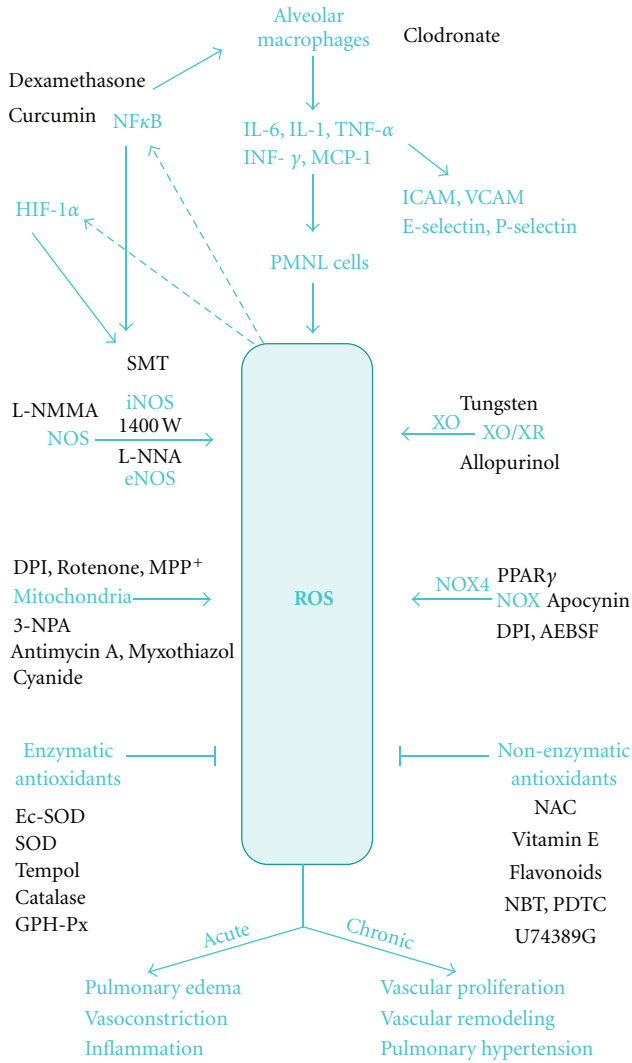 Alveolar
macrophages
Clodronate
Dexamethasone
Curcumin
NFκB
IL-6, IL-1, TNF-α
INF- γ, MCP-1
ICAM, VCAM
E-selectin, P-selectin
HIF-1α
PMNL cells
SMT
L-NMMA
iNOS
NOS
1400 W
L-NNA
eNOS
Tungsten
XO
XO/XR
Allopurinol
DPI, Rotenone, MPP⁺
Mitochondria
3-NPA
Antimycin A, Myxothiazol
Cyanide
ROS
PPARγ
NOX4
NOX Apocynin
DPI, AEBSF
Enzymatic
antioxidants
Ec-SOD
SOD
Tempol
Catalase
GPH-Px
Non-enzymatic
antioxidants
NAC
Vitamin E
Flavonoids
NBT, PDTC
U74389G
Acute
Chronic
Pulmonary edema
Vasoconstriction
Inflammation
Vascular proliferation
Vascular remodeling
Pulmonary hypertension